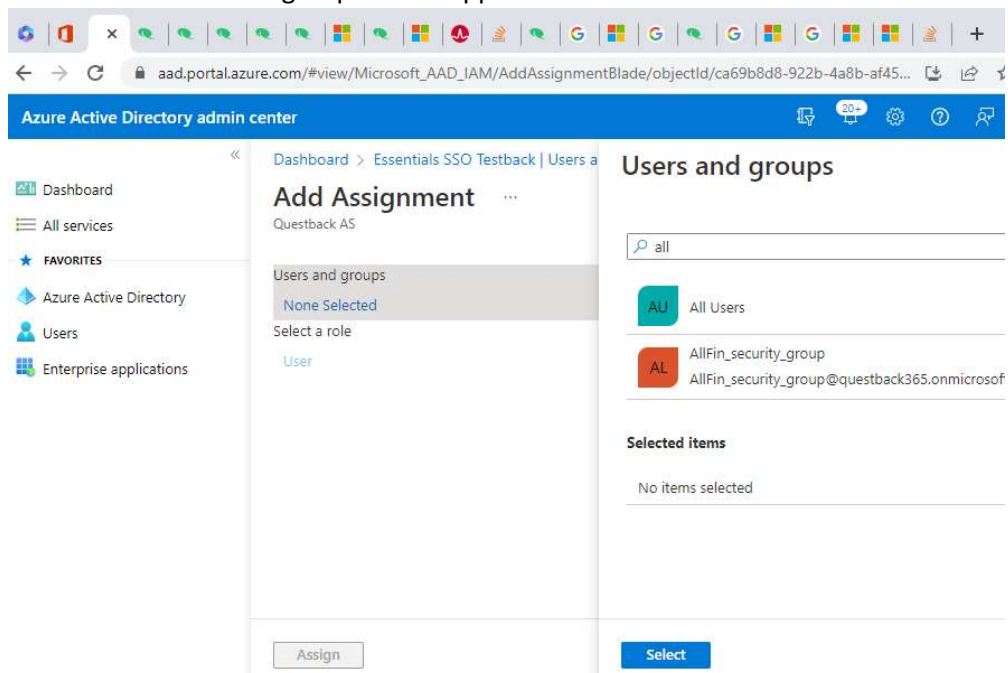 aad.portal.azure.com/#view/Microsoft_AAD_IAM/AddAssignmentBlade/objectId/ca69b8d8-922b-4a8b-af45...
Azure Active Directory admin center
20+
Dashboard
All services
FAVORITES
Azure Active Directory
Users
Enterprise applications
Dashboard > Essentials SSO Testback | Users a
Add Assignment ...
Questback AS
Users and groups
None Selected
Select a role
User
Assign
Users and groups
all
AU All Users
AL AllFin_security_group
AllFin_security_group@questback365.onmicrosoft
Selected items
No items selected
Select